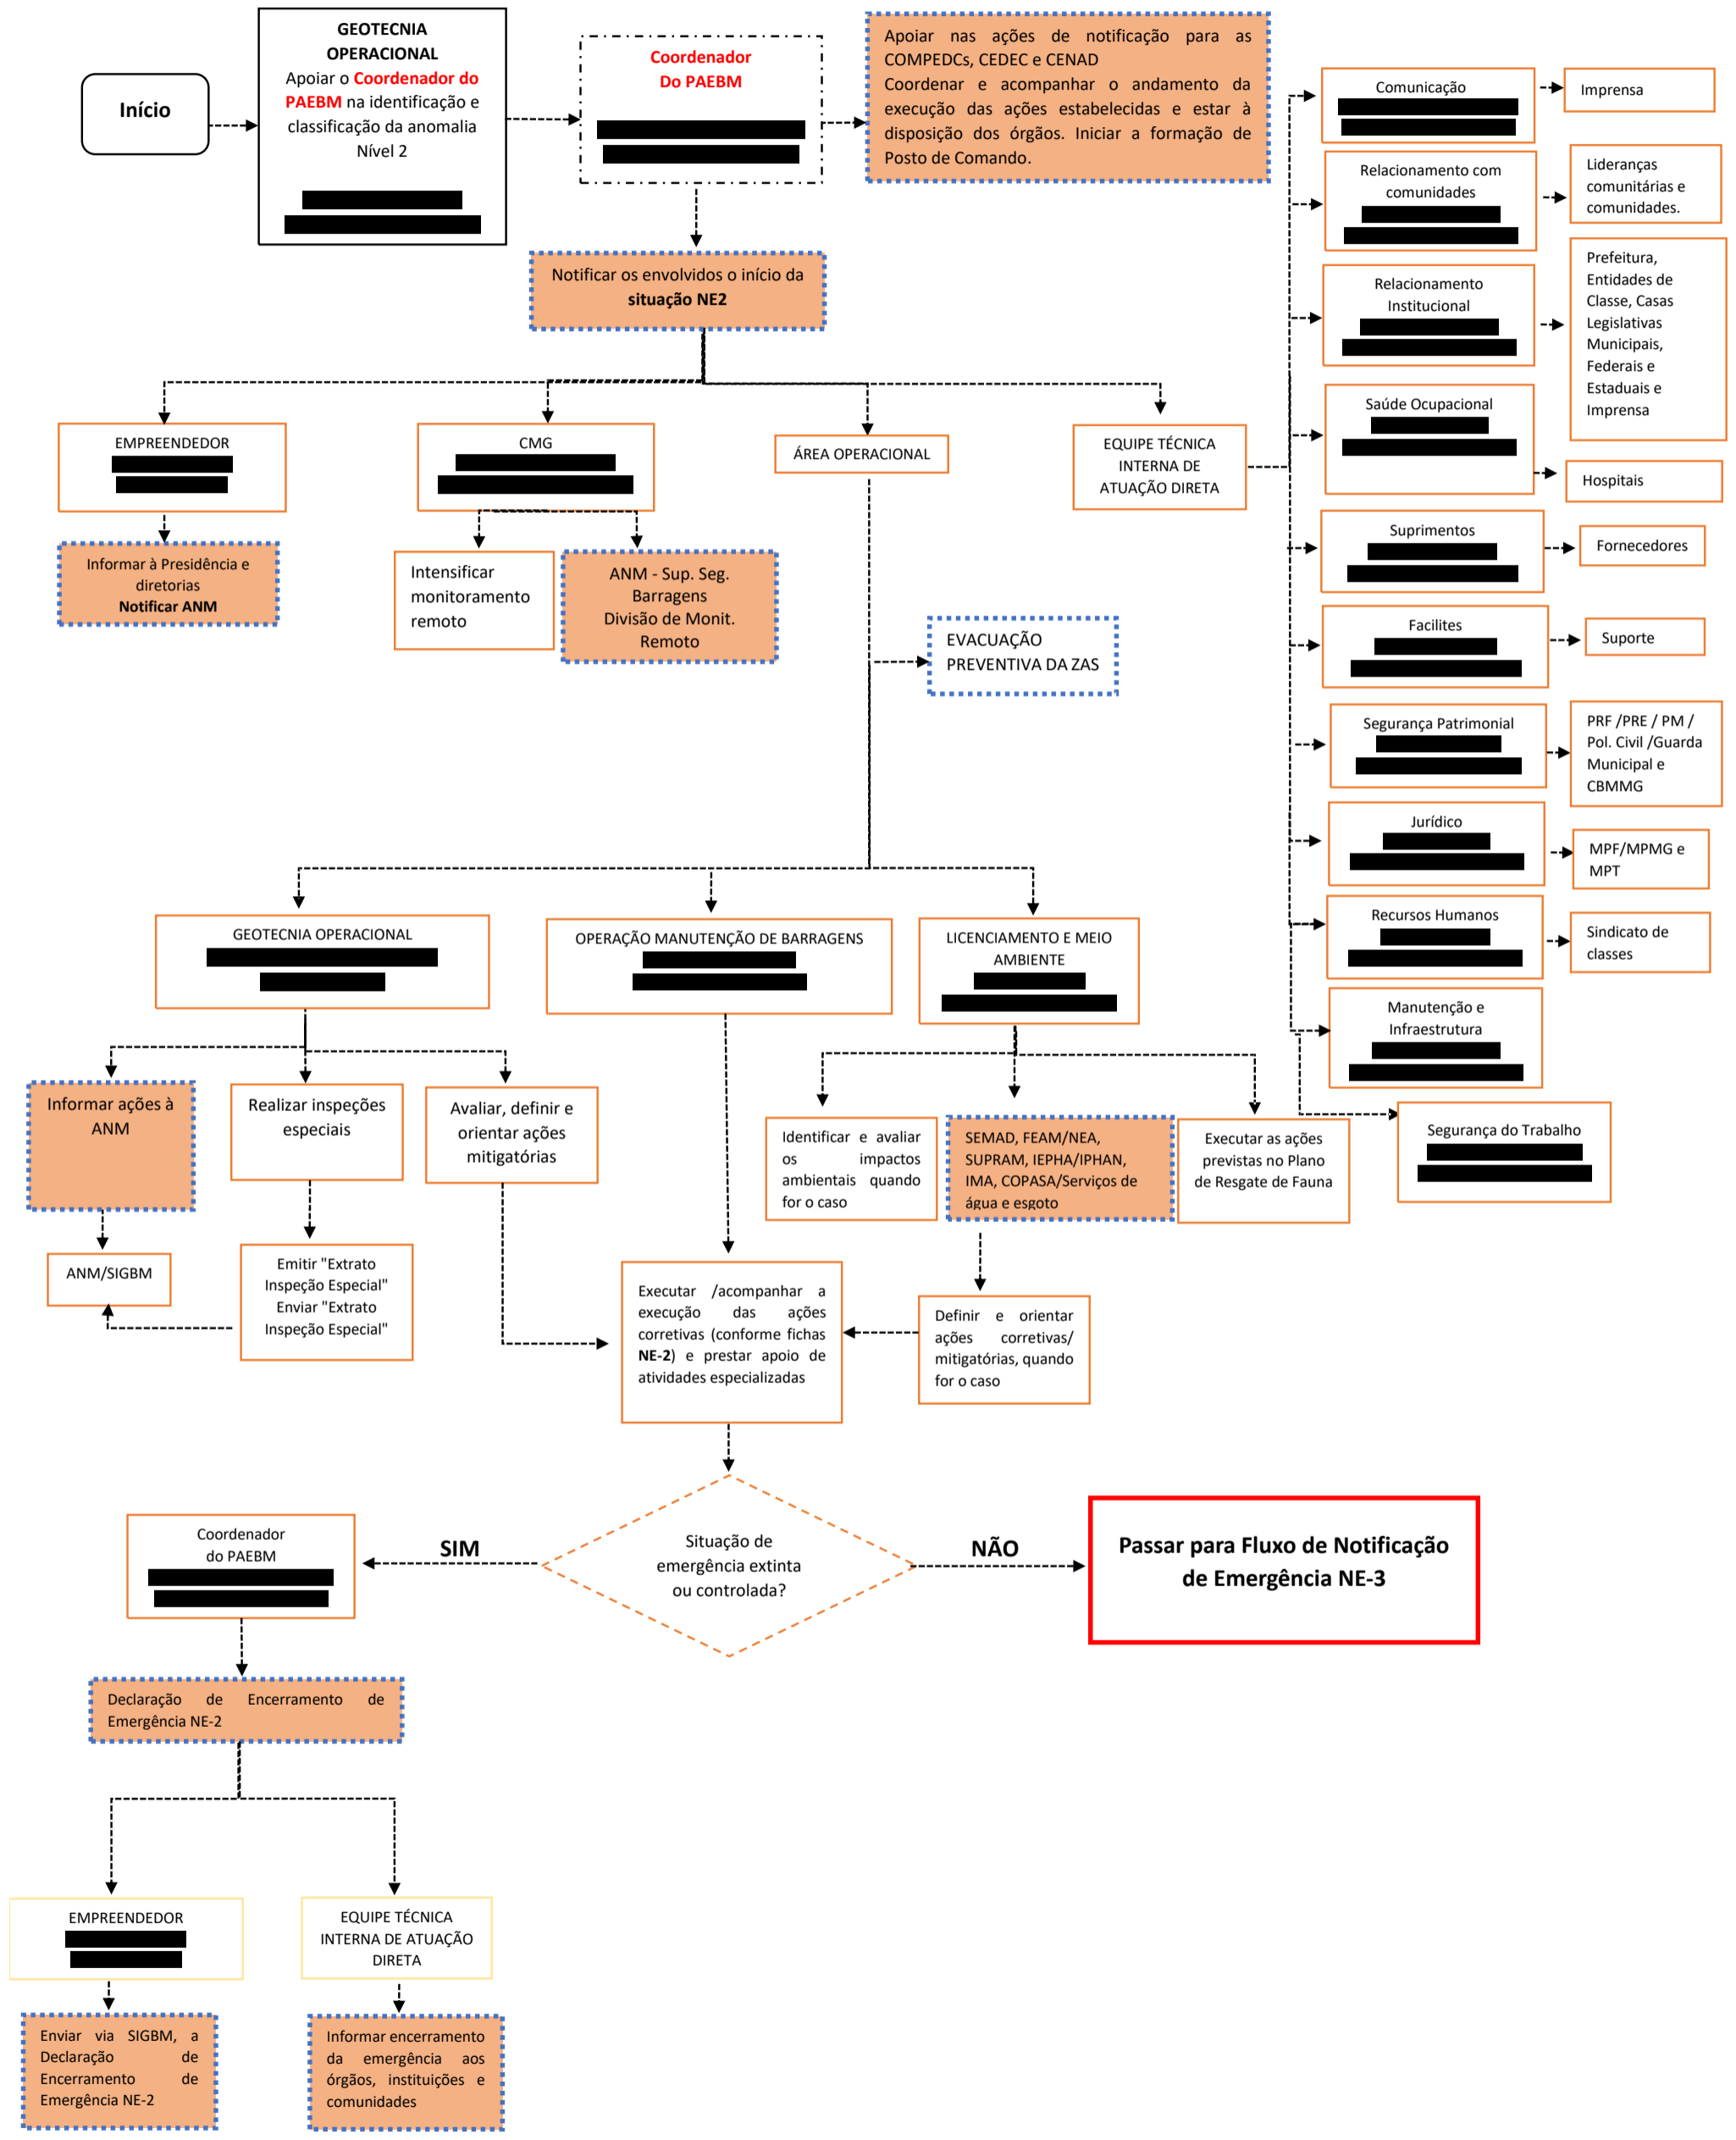 Início
GEOTECNIA
OPERACIONAL
Apoiar o Coordenador do
PAEBM na identificação e
classificação da anomalia
Nível 2
Coordenador
Do PAEBM
Apoiar nas ações de notificação para as
COMPEDCs, CEDEC e CENAD
Coordenar e acompanhar o andamento da
execução das ações estabelecidas e estar à
disposição dos órgãos. Iniciar a formação de
Posto de Comando.
Notificar os envolvidos o início da
situação NE2
EMPREENDEDOR
Informar à Presidência e
diretorias
Notificar ANM
CMG
Intensificar
monitoramento
remoto
ANM - Sup. Seg.
Barragens
Divisão de Monit.
Remoto
ÁREA OPERACIONAL
EVACUAÇÃO
PREVENTIVA DA ZAS
EQUIPE TÉCNICA
INTERNA DE
ATUAÇÃO DIRETA
Comunicação
Imprensa
Relacionamento com
comunidades
Lideranças
comunitárias e
comunidades.
Relacionamento
Institucional
Prefeitura,
Entidades de
Classe, Casas
Legislativas
Municipais,
Federais e
Estaduais e
Imprensa
Saúde Ocupacional
Hospitais
Suprimentos
Fornecedores
Facilites
Suporte
Segurança Patrimonial
PRF /PRE / PM /
Pol. Civil /Guarda
Municipal e
CBMMG
Jurídico
MPF/MPMG e
MPT
Recursos Humanos
Sindicato de
classes
Manutenção e
Infraestrutura
Segurança do Trabalho
GEOTECNIA OPERACIONAL
OPERAÇÃO MANUTENÇÃO DE BARRAGENS
LICENCIAMENTO E MEIO
AMBIENTE
Informar ações à
ANM
Realizar inspeções
especiais
Avaliar, definir e
orientar ações
mitigatórias
Identificar e avaliar
os impactos
ambientais quando
for o caso
SEMAD, FEAM/NEA,
SUPRAM, IEPHA/IPHAN,
IMA, COPASA/Serviços de
água e esgoto
Executar as ações
previstas no Plano
de Resgate de Fauna
ANM/SIGBM
Emitir "Extrato
Inspeção Especial"
Enviar "Extrato
Inspeção Especial"
Executar /acompanhar a
execução das ações
corretivas (conforme fichas
NE-2) e prestar apoio de
atividades especializadas
Definir e orientar
ações corretivas/
mitigatórias, quando
for o caso
Situação de
emergência extinta
ou controlada?
SIM
NÃO
Passar para Fluxo de Notificação
de Emergência NE-3
Coordenador
do PAEBM
Declaração de Encerramento de
Emergência NE-2
EMPREENDEDOR
EQUIPE TÉCNICA
INTERNA DE ATUAÇÃO
DIRETA
Enviar via SIGBM, a
Declaração de
Encerramento de
Emergência NE-2
Informar encerramento
da emergência aos
órgãos, instituições e
comunidades